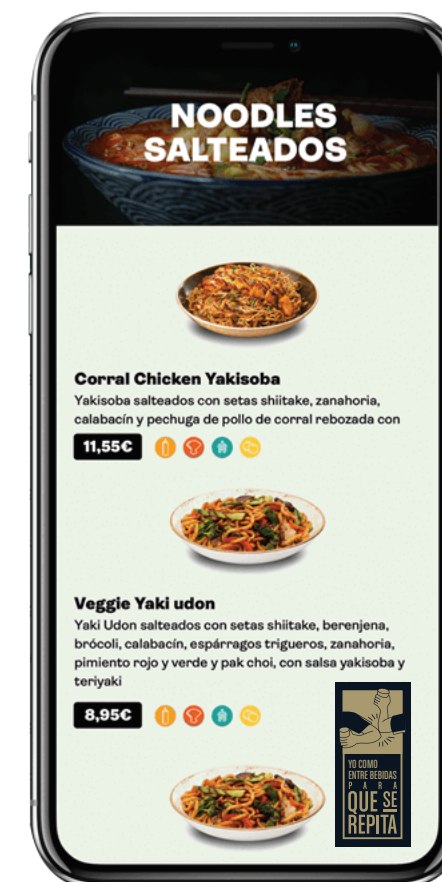 NOODLES
SALTEADOS
Corral Chicken Yakisoba
Yakisoba salteados con setas shiitake, zanahoria,
calabacín y pechuga de pollo de corral rebozada con
11,55€
Veggie Yaki udon
Yaki Udon salteados con setas shiitake, berenjena,
brócoli, calabacín, espárragos trigueros, zanahoria,
pimiento rojo y verde y pak choi, con salsa yakisoba y
teriyaki
8,95€
YO COMO
ENTRE BEBIDAS
PARA
QUE SE
REPITA